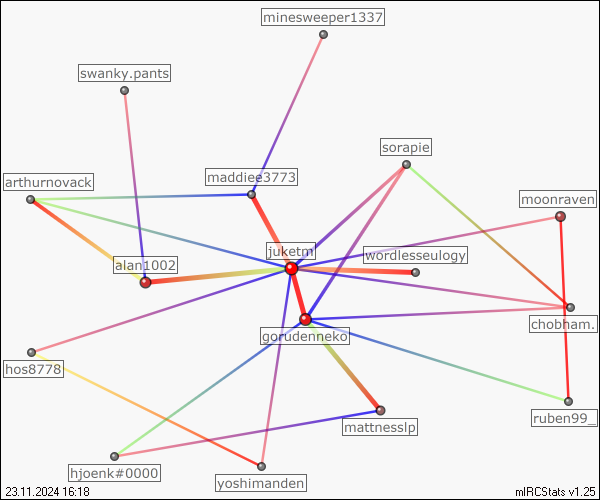 minesweeper1337
swanky.pants
sorapie
maddiee3773
arthurnovack
moonraven
juketm
wordlesseulogy
alan1002
chobham.
gorudenneko
hos8778
ruben99_
mattnesslp
hjoenk#0000
yoshimanden
23.11.2024 16:18
mIRCStats v1.25